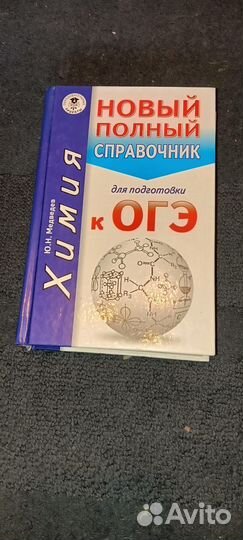 НОВЫЙ
ПОЛНЫЙ
СПРАВОЧНИК
для подготовки
к ОГЭ
Химия
Ю.Н. Медведев
Avito